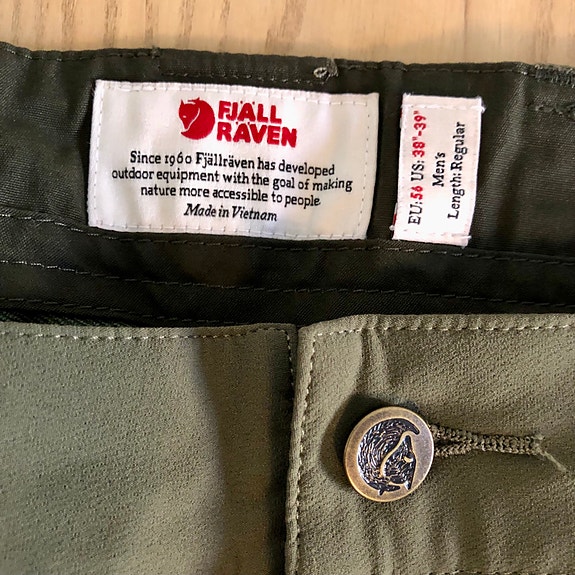 FJÄLL
RÄVEN
Since 1960 Fjällräven has developed
outdoor equipment with the goal of making
nature more accessible to people.
Made in Vietnam
EU:56 US: 38"-39"
Men's
Length: Regular